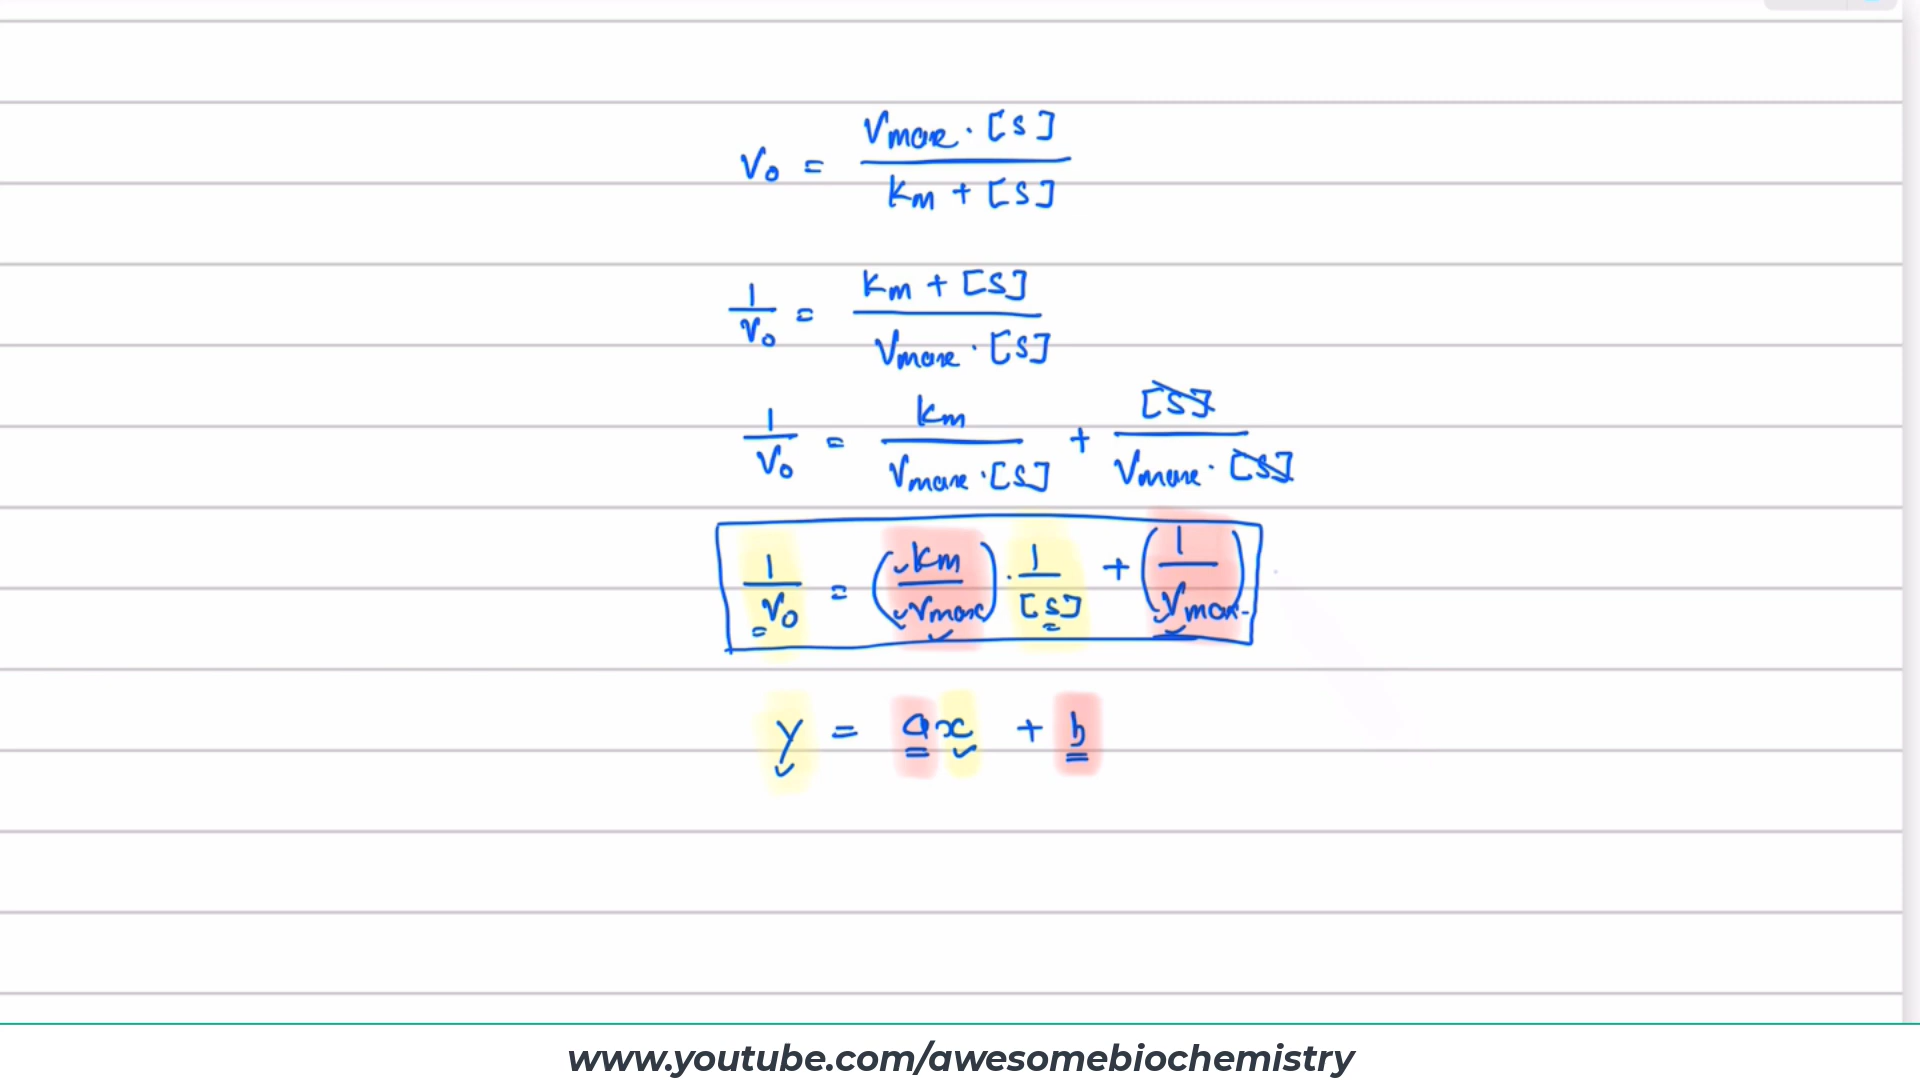 V₀ = Vmax · [S] / Km + [S]
1/V₀ = Km + [S] / Vmax · [S]
1/V₀ = Km / Vmax · [S] + [S] / Vmax · [S]
1/V₀ = (Km/Vmax) · 1/[S] + (1/Vmax)
y = ax + b
www.youtube.com/awesomebiochemistry